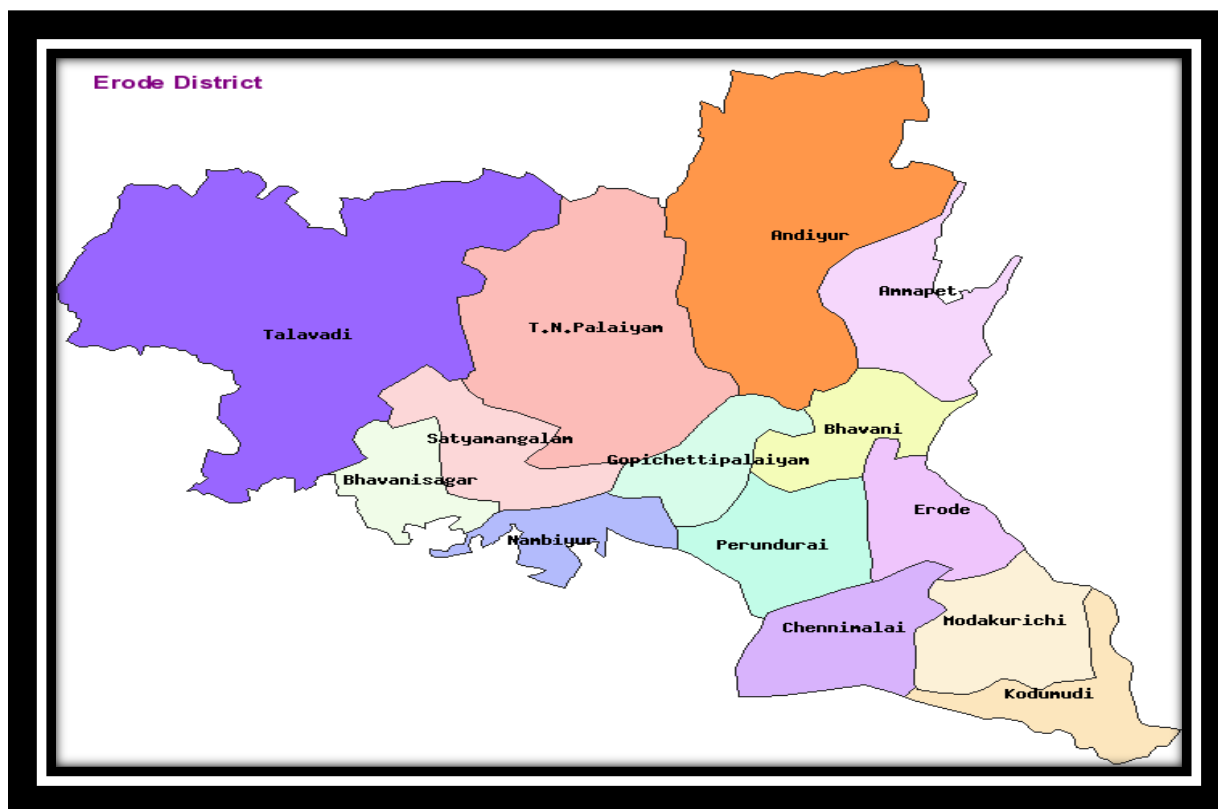 Erode District
Andiyur
Ammapet
T.N.Palaiyam
Talavadi
Bhavani
Satyamangalam
Gopichettipalaiyam
Bhavanisagar
Erode
Nambiyur
Perundurai
Modakurichi
Chennimalai
Kodumudi